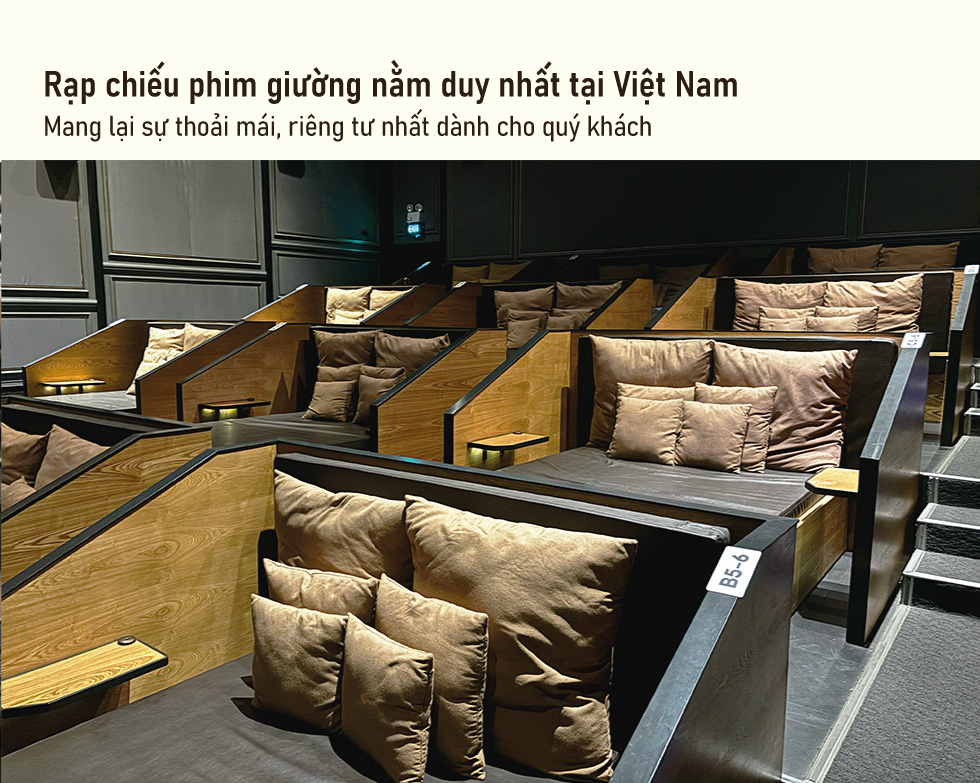 Rạp chiếu phim giường nằm duy nhất tại Việt Nam
Mang lại sự thoải mái, riêng tư nhất dành cho quý khách
EXIT
B5-6